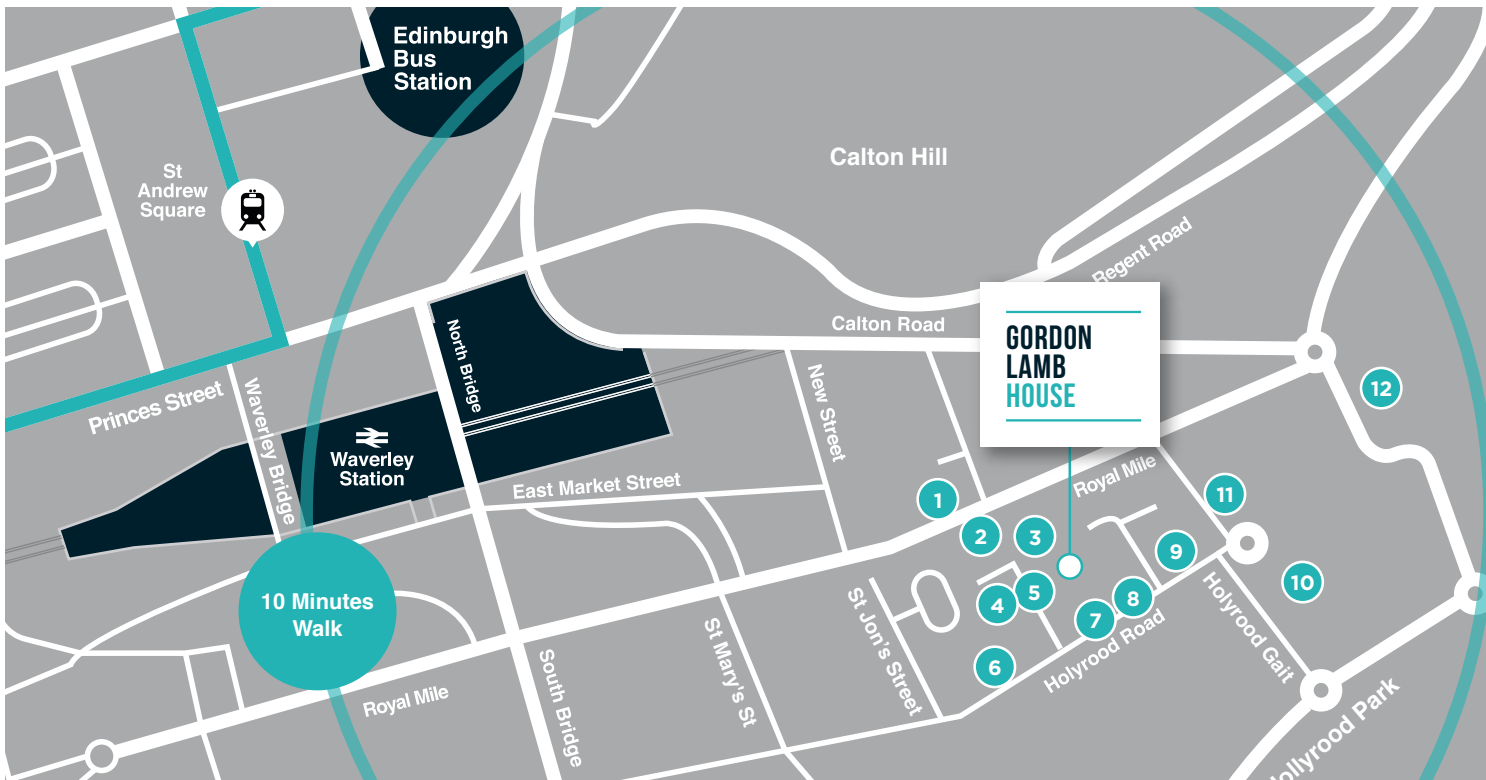 Edinburgh
Bus
Station
St
Andrew
Square
Calton Hill
Regent Road
Calton Road
GORDON
LAMB
HOUSE
North Bridge
Princes Street
Waverley Bridge
Waverley
Station
New Street
East Market Street
Royal Mile
10 Minutes
Walk
Royal Mile
South Bridge
St Mary's St
St Jon's Street
Holyrood Road
Holyrood Gait
Hollyrood Park
1
2
3
4
5
6
7
8
9
10
11
12